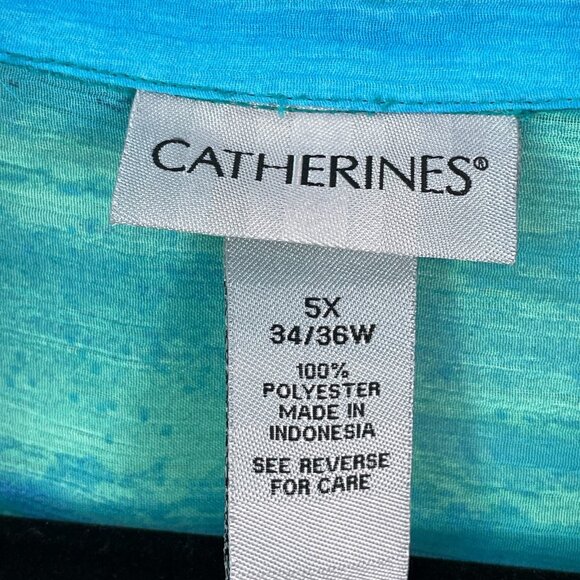 CATHERINES®
5X
34/36W
100%
POLYESTER
MADE IN
INDONESIA
SEE REVERSE
FOR CARE